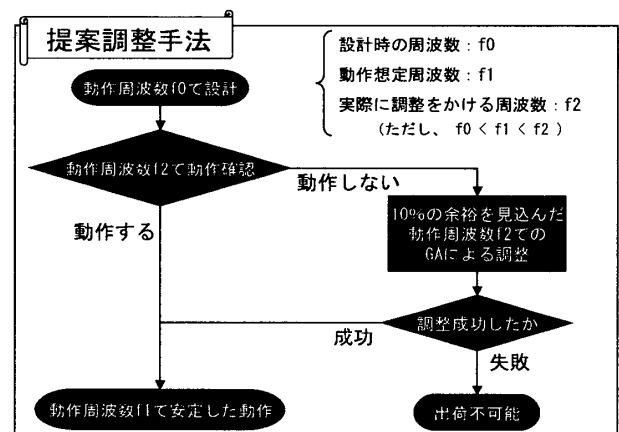 提案調整手法
設計時の周波数：f0
動作想定周波数：f1
実際に調整をかける周波数：f2
（ただし、 f0 < f1 < f2 ）
動作周波数f0で設計
動作周波数f2で動作確認
動作しない
動作する
10%の余裕を見込んだ
動作周波数f2での
GAによる調整
調整成功したか
成功
失敗
動作周波数f1で安定した動作
出荷不可能